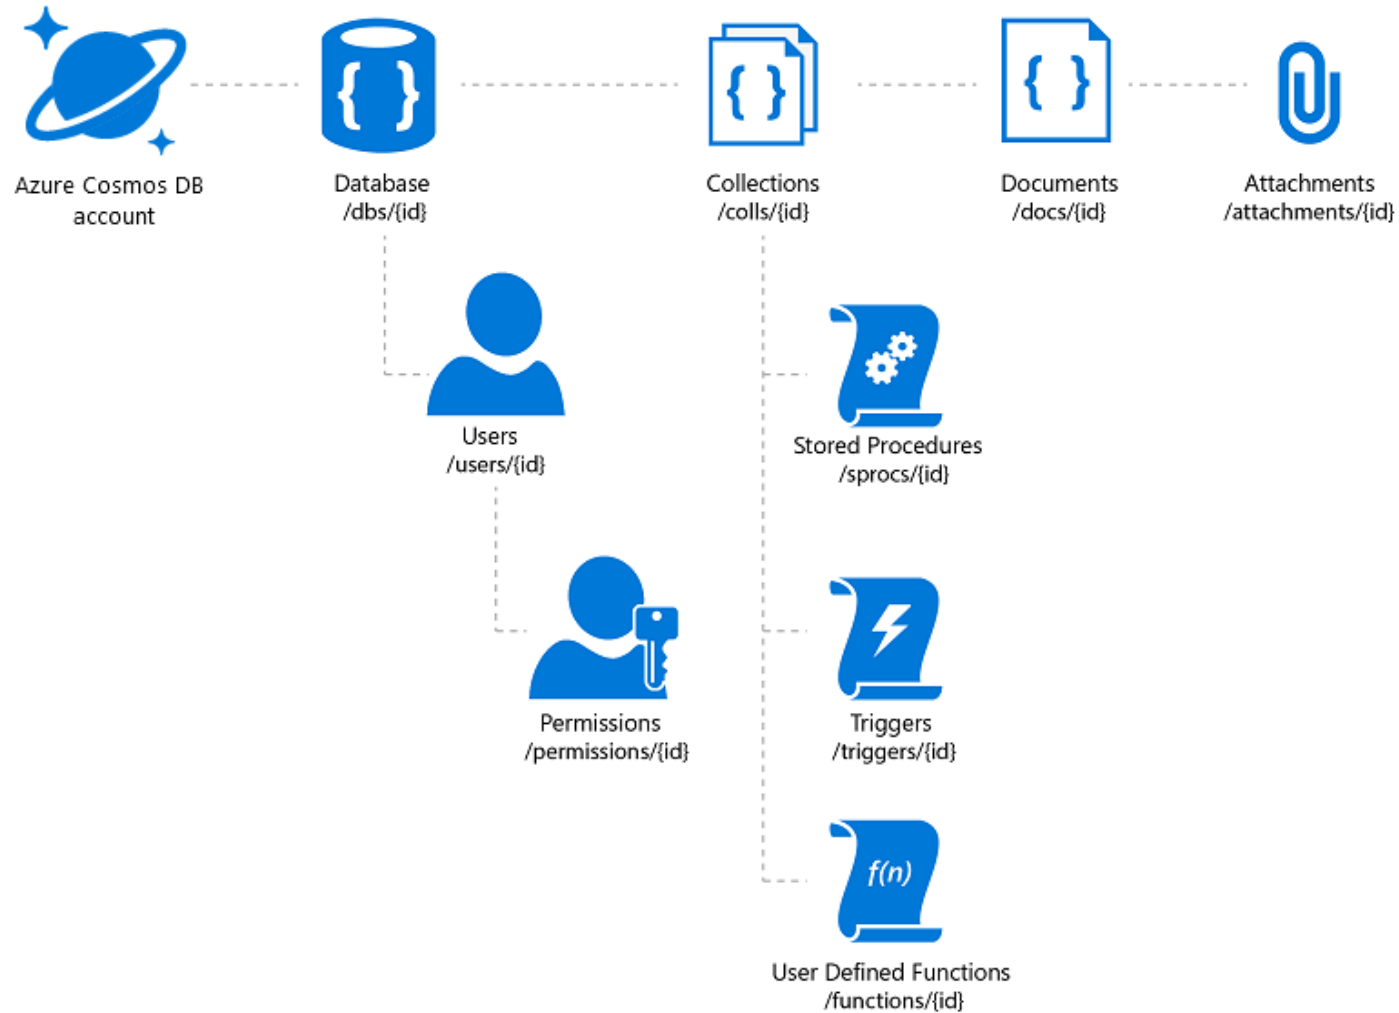 { }
{ }
{ }
Azure Cosmos DB
account
Database
/dbs/{id}
Collections
/colls/{id}
Documents
/docs/{id}
Attachments
/attachments/{id}
Users
/users/{id}
Stored Procedures
/sprocs/{id}
Permissions
/permissions/{id}
Triggers
/triggers/{id}
f(n)
User Defined Functions
/functions/{id}